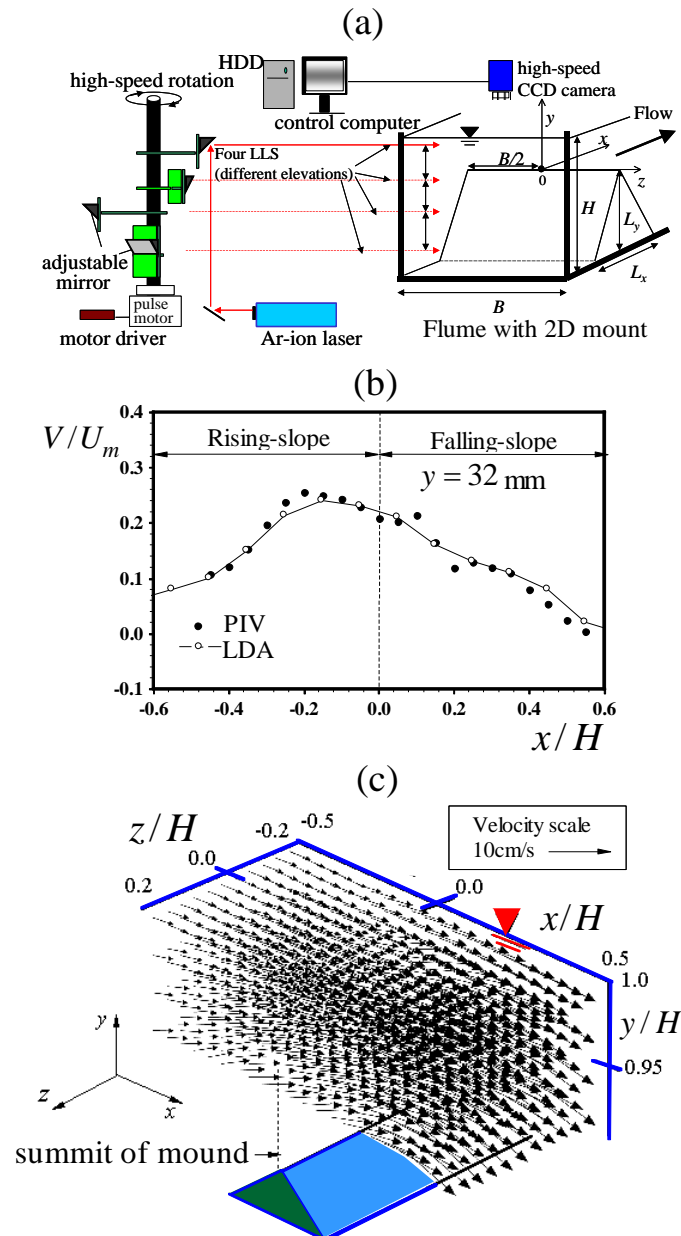 (a)
HDD
high-speed rotation
high-speed
CCD camera
control computer
y
Flow
x
Four LLS
(different elevations)
B/2
0
z
H
L_y
L_x
adjustable
mirror
pulse
motor
B
motor driver
Ar-ion laser
Flume with 2D mount
(b)
V/U_m
0.4
Rising-slope
Falling-slope
0.3
y = 32 mm
0.2
0.1
PIV
0.0
LDA
-0.1
-0.6
-0.4
-0.2
0.0
0.2
0.4
0.6
x/H
(c)
z/H
-0.2
-0.5
Velocity scale
10cm/s
0.0
0.2
0.0
x/H
0.5
1.0
y/H
0.95
y
z
x
summit of mound